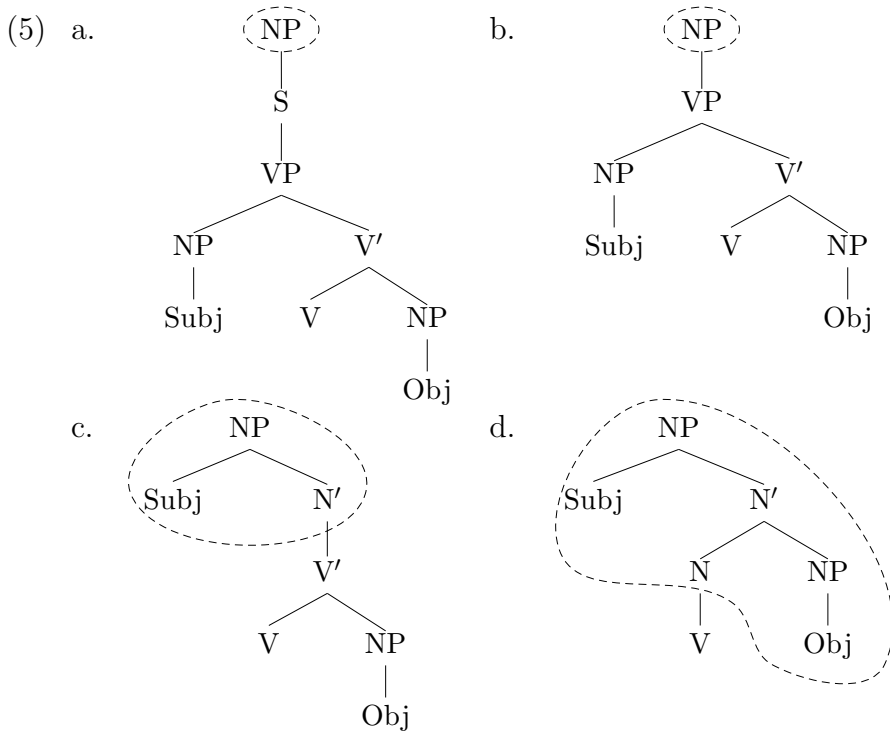 (5) a. NP b. NP
S VP
VP NP V′
NP V′ Subj V NP
Subj V NP Obj
Obj
c. NP d. NP
Subj N′ Subj N′
V′ N NP
V NP V Obj
Obj